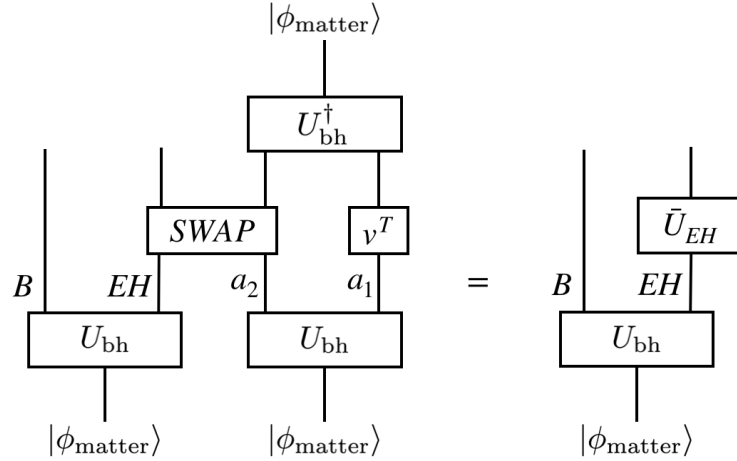 |ϕ_matter⟩
U_bh^†
SWAP v^T
B EH a_2 a_1
U_bh U_bh
|ϕ_matter⟩ |ϕ_matter⟩
=
Ū_EH
B EH
U_bh
|ϕ_matter⟩